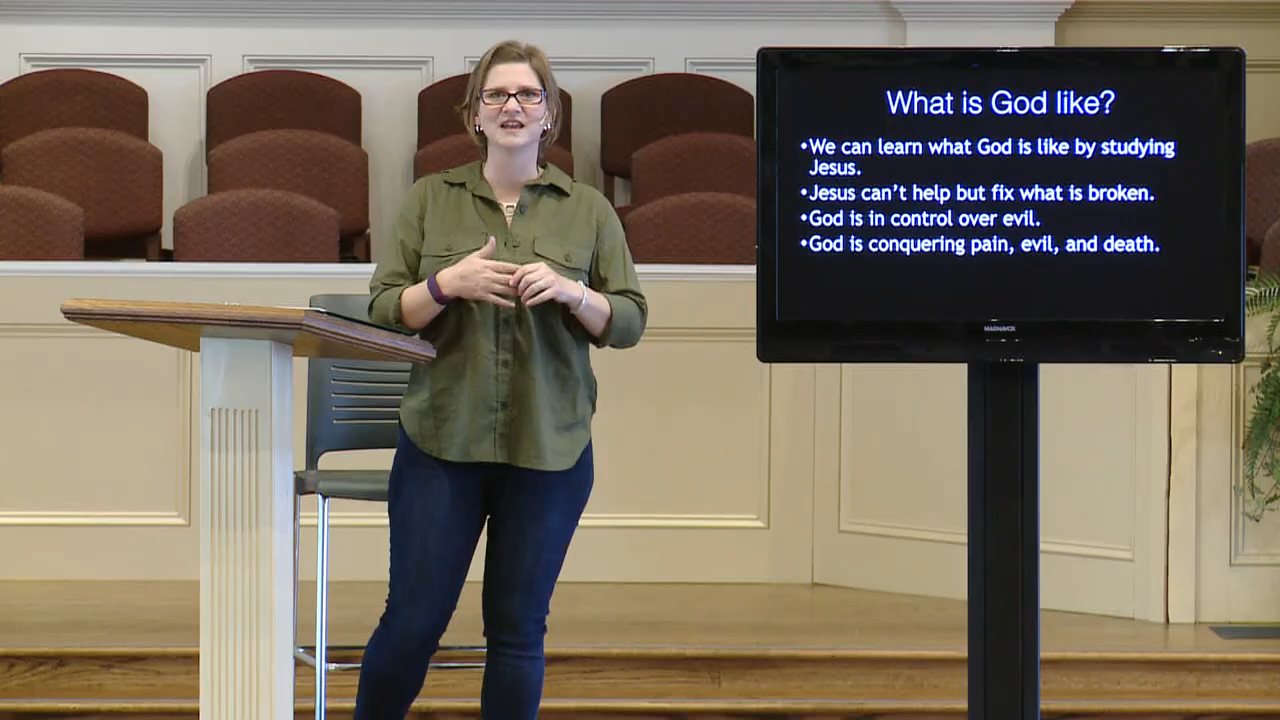 What is God like?
•We can learn what God is like by studying
Jesus.
•Jesus can't help but fix what is broken.
•God is in control over evil.
•God is conquering pain, evil, and death.
MAGNAVOX